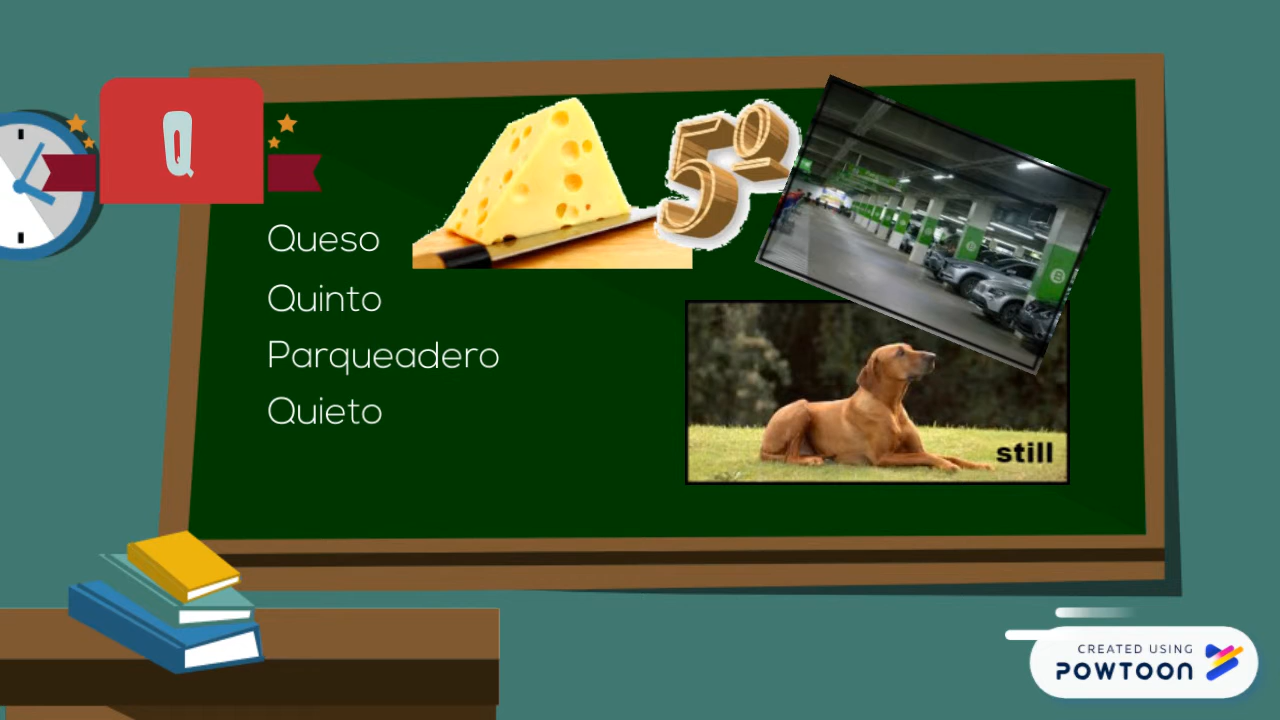 Q
Queso
Quinto
Parqueadero
Quieto
5º
B
still
CREATED USING
POWTOON